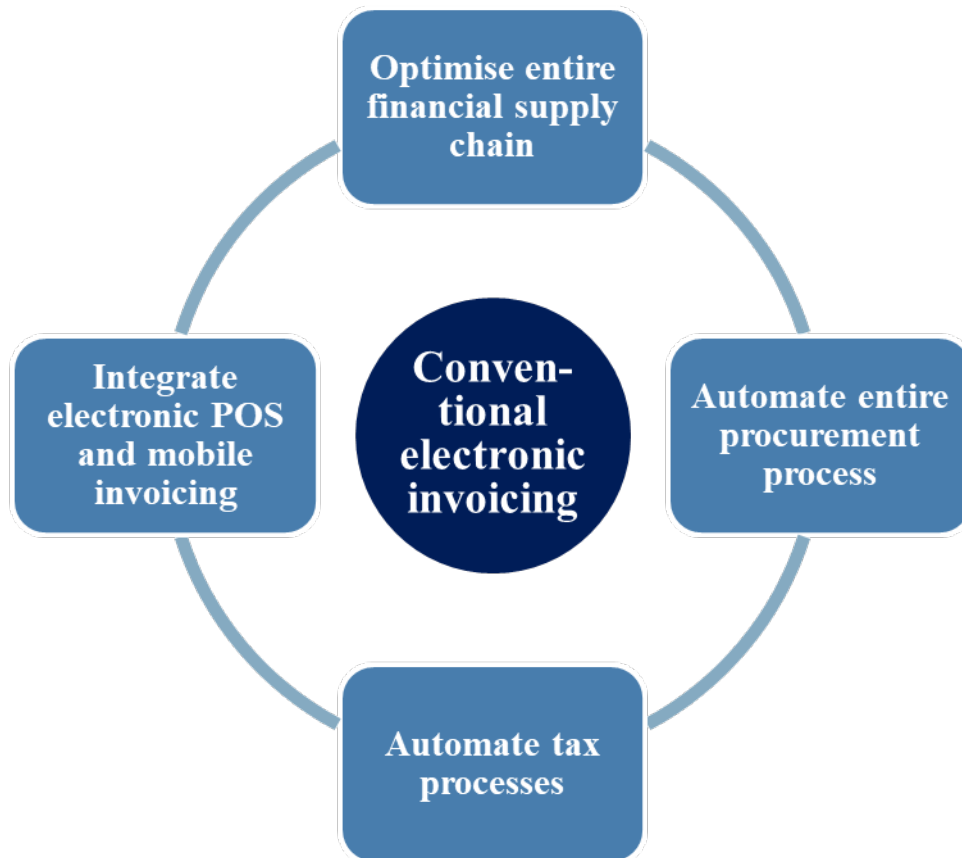 Optimise entire
financial supply
chain
Integrate
electronic POS
and mobile
invoicing
Conven-
tional
electronic
invoicing
Automate entire
procurement
process
Automate tax
processes